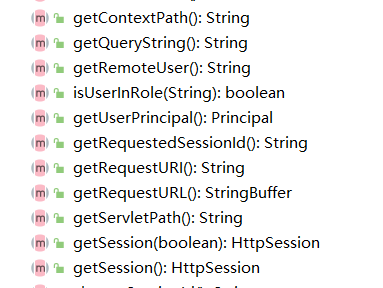 getContextPath(): String
getQueryString(): String
getRemoteUser(): String
isUserInRole(String): boolean
getUserPrincipal(): Principal
getRequestedSessionId(): String
getRequestURI(): String
getRequestURL(): StringBuffer
getServletPath(): String
getSession(boolean): HttpSession
getSession(): HttpSession